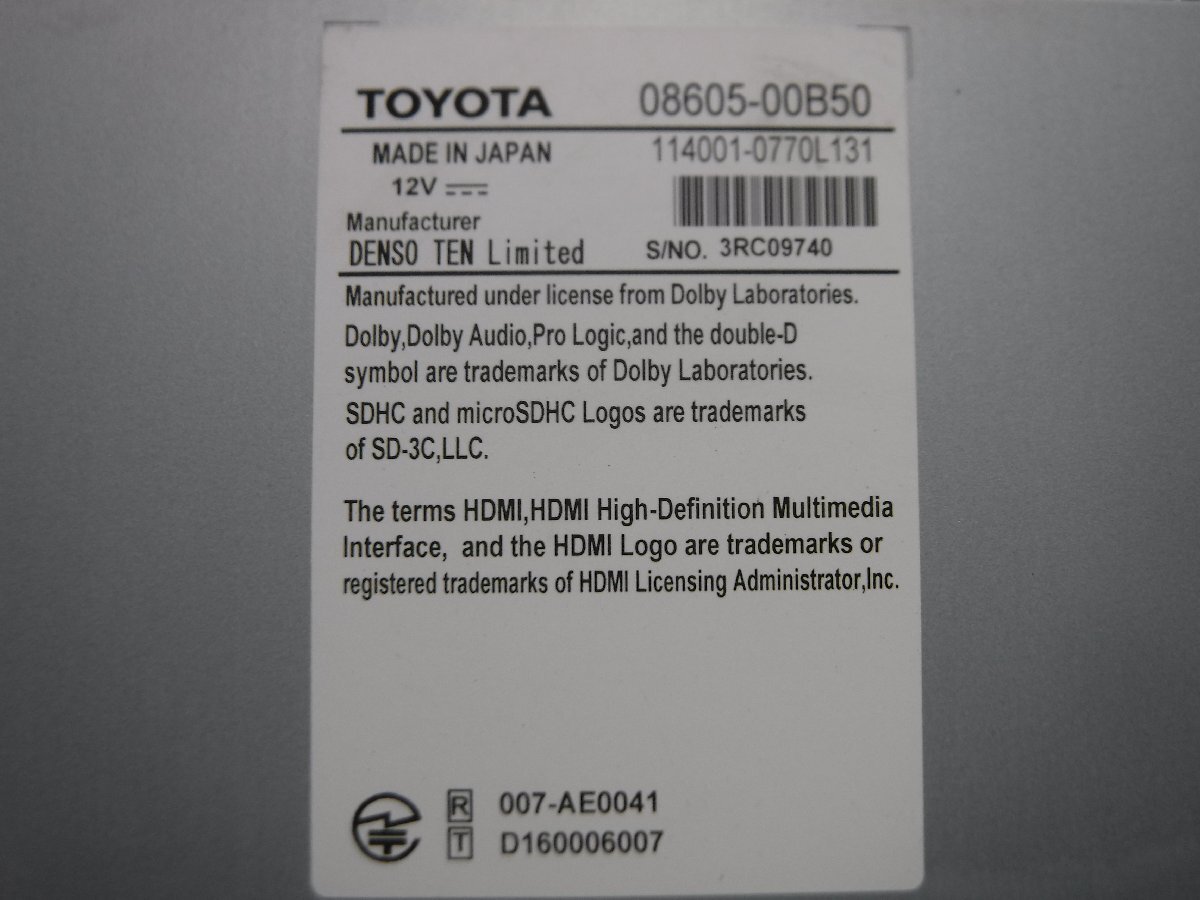 TOYOTA 08605-00B50
MADE IN JAPAN 114001-0770L131
12V
Manufacturer
DENSO TEN Limited S/NO. 3RC09740
Manufactured under license from Dolby Laboratories.
Dolby,Dolby Audio,Pro Logic,and the double-D
symbol are trademarks of Dolby Laboratories.
SDHC and microSDHC Logos are trademarks
of SD-3C,LLC.
The terms HDMI,HDMI High-Definition Multimedia
Interface, and the HDMI Logo are trademarks or
registered trademarks of HDMI Licensing Administrator,Inc.
R 007-AE0041
T D160006007